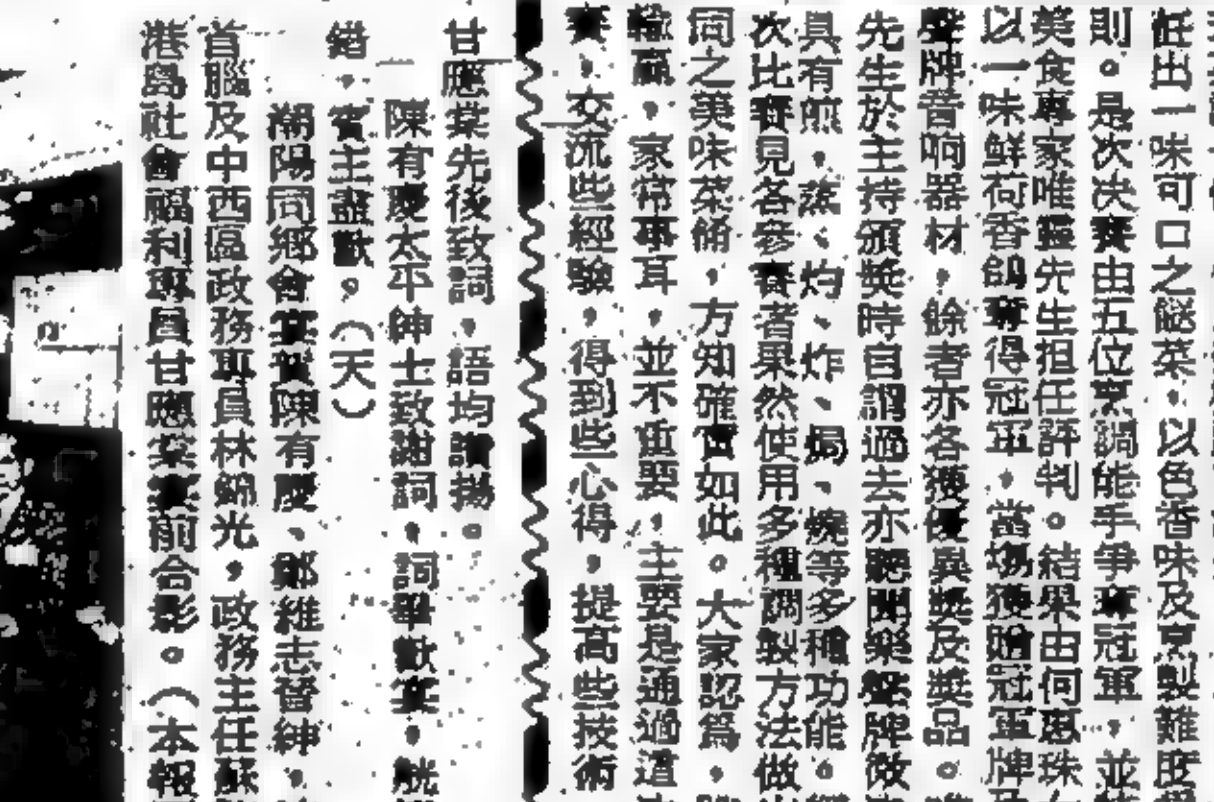 飪出一味可口之餸菜,以色香味及烹製難度
則。是次決賽由五位烹調能手爭奪冠軍,並
美食專家唯靈先生担任評判。結果由何思珠
以一味鮮荷香鴿奪得冠軍,當場獲贈冠軍牌
聲牌音响器材,餘者亦各獲優異獎及獎品。
先生於主持頒獎時自謂過去亦聽聞樂聲牌微
具有煎,蒸、灼、炸、焗、燒等多種功能。
次比賽見各參賽者果然使用多種調製方法做
同之美味菜餚,方知確實如此。大家認爲,
輸贏,家常事耳,並不重要,主要是通過這
賽,交流些經驗,得到些心得,提高些技術
甘應棠先後致詞,語均讚揚。
陳有慶太平紳士致謝詞,詞畢歡宴,觥
錯,賓主盡歡。(天)
潮陽同鄉會陳有慶、鄭維志督紳、
首腦及中西區政務專員林錦光,政務主任蘇
港島社會福利專員甘應棠宴前合影。(本報